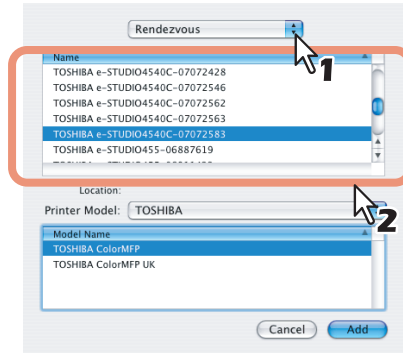 Rendezvous
1
Name
TOSHIBA e-STUDIO4540C-07072428
TOSHIBA e-STUDIO4540C-07072546
TOSHIBA e-STUDIO4540C-07072562
TOSHIBA e-STUDIO4540C-07072563
TOSHIBA e-STUDIO4540C-07072583
TOSHIBA e-STUDIO455-06887619
Location:
2
Printer Model: TOSHIBA
Model Name
TOSHIBA ColorMFP
TOSHIBA ColorMFP UK
Cancel Add